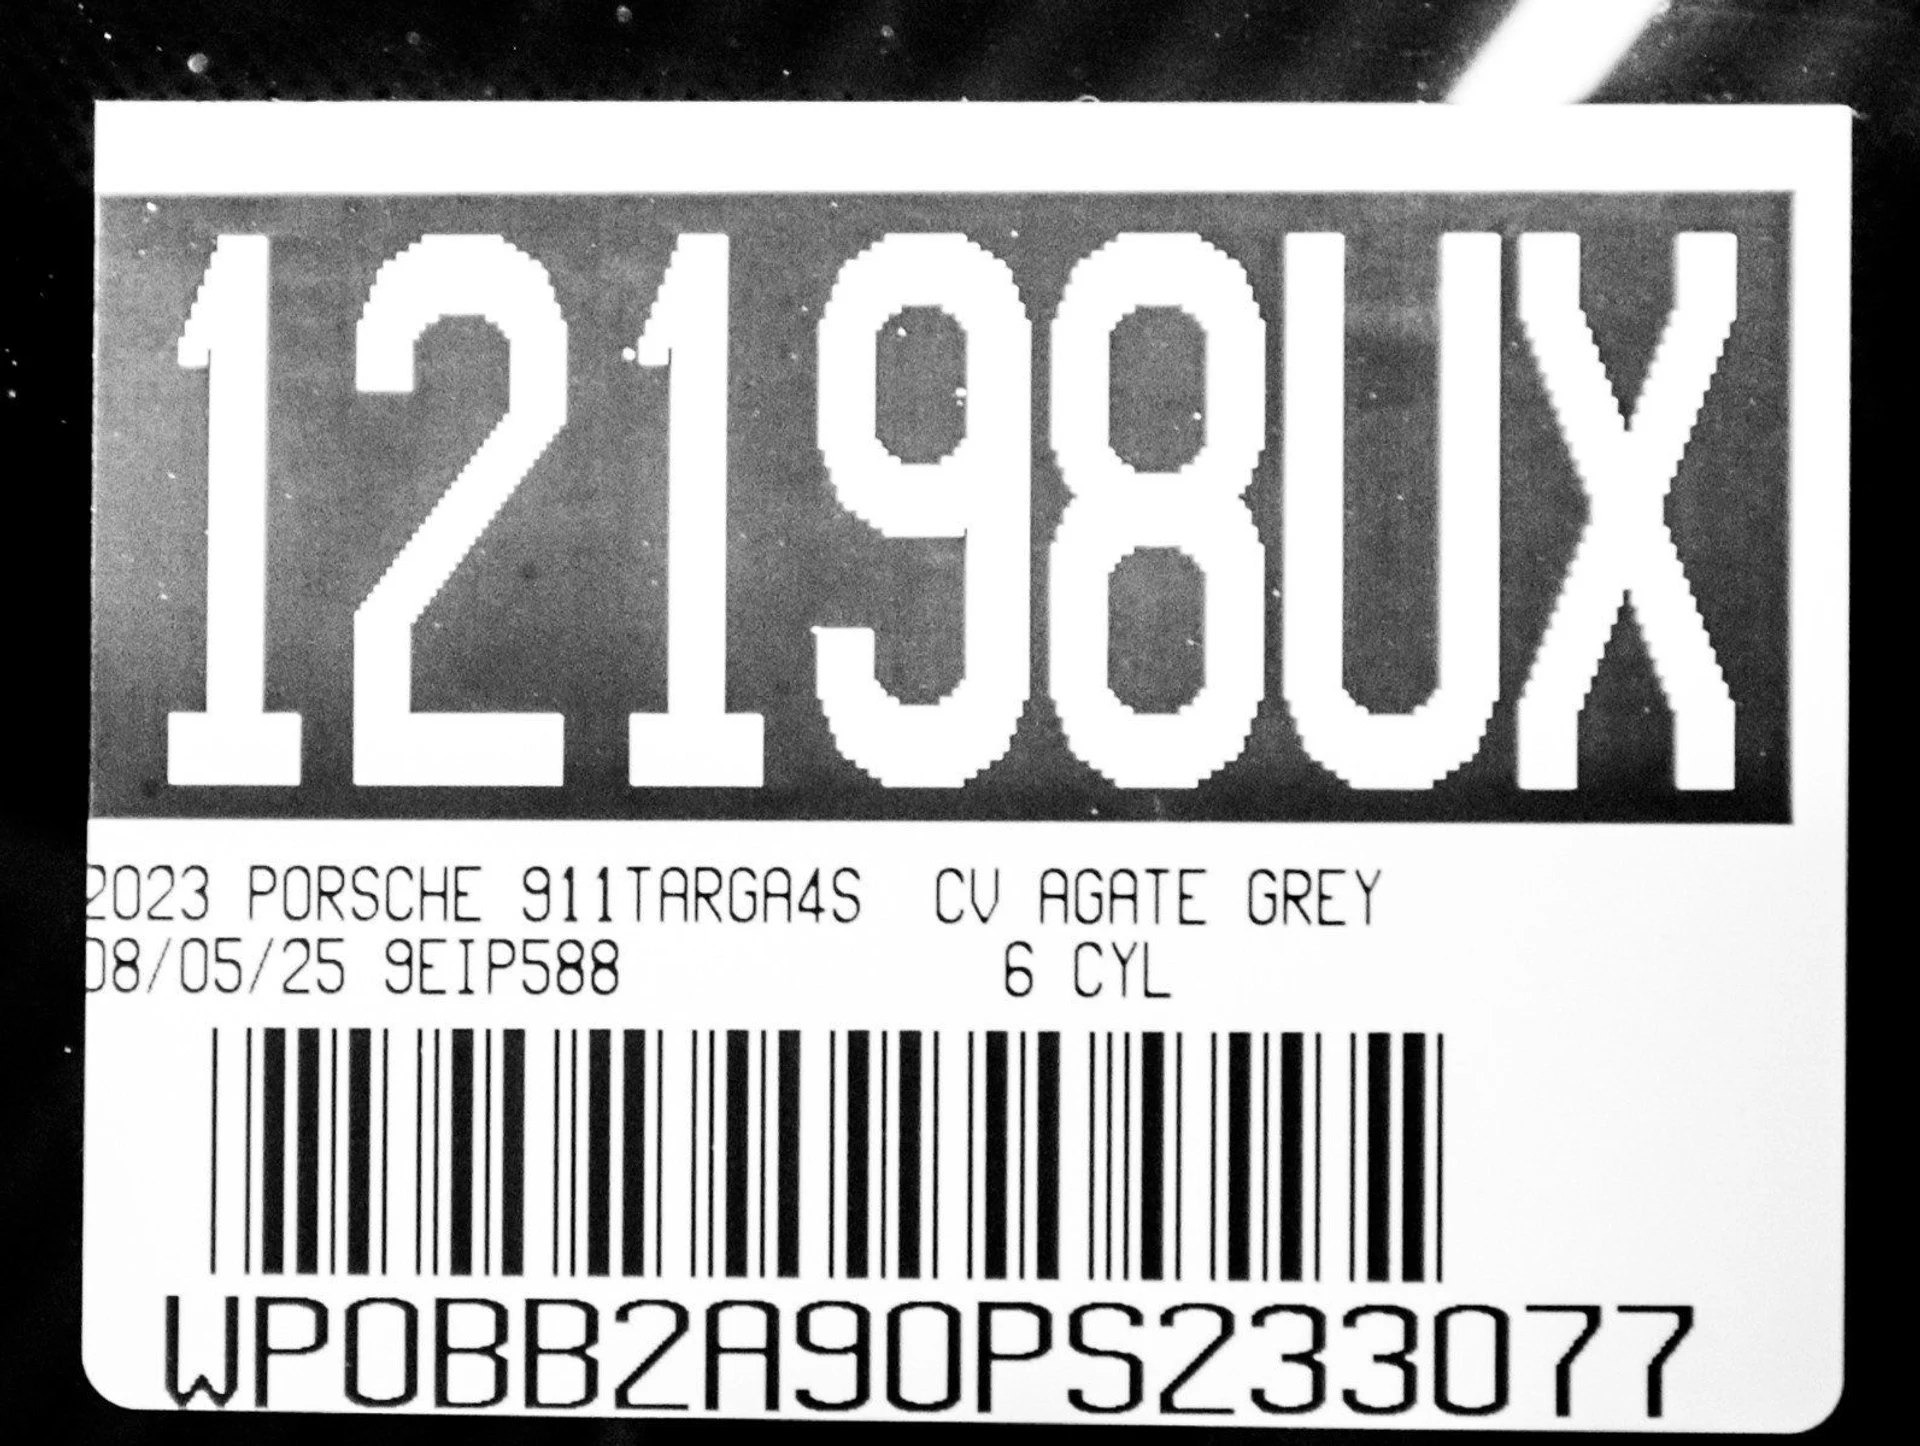 12198UX
2023 PORSCHE 911TARGA4S CV AGATE GREY
08/05/25 9EIP588 6 CYL
WP0BB2A90PS233077